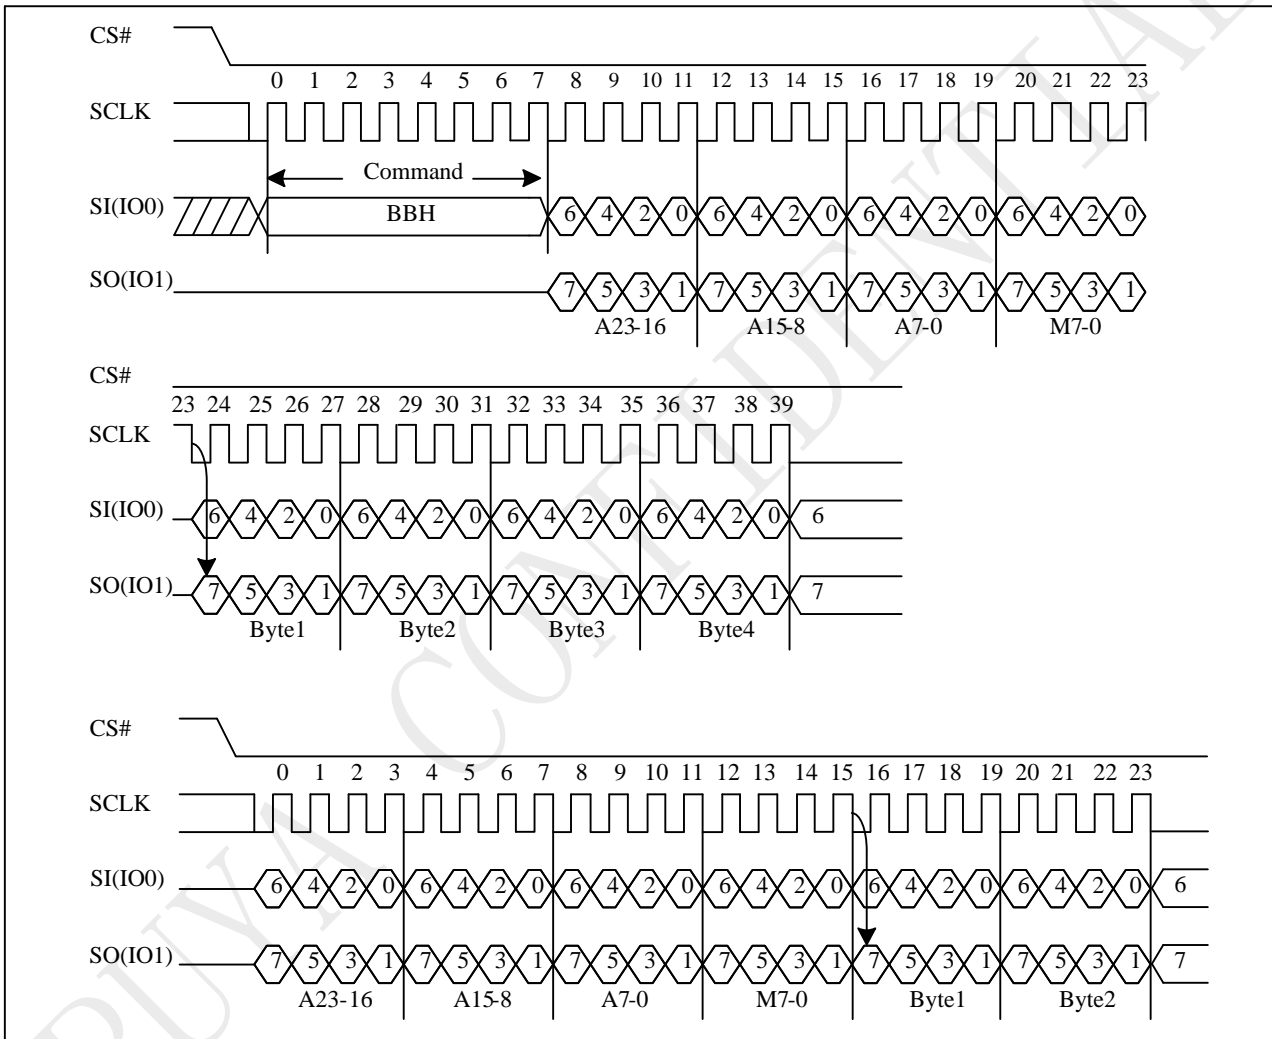 CS#
0 1 2 3 4 5 6 7 8 9 10 11 12 13 14 15 16 17 18 19 20 21 22 23
SCLK
Command
SI(IO0) BBH 6 4 2 0 6 4 2 0 6 4 2 0 6 4 2 0
SO(IO1) 7 5 3 1 7 5 3 1 7 5 3 1 7 5 3 1
A23-16 A15-8 A7-0 M7-0
CS#
23 24 25 26 27 28 29 30 31 32 33 34 35 36 37 38 39
SCLK
SI(IO0) 6 4 2 0 6 4 2 0 6 4 2 0 6 4 2 0 6
SO(IO1) 7 5 3 1 7 5 3 1 7 5 3 1 7 5 3 1 7
Byte1 Byte2 Byte3 Byte4
CS#
0 1 2 3 4 5 6 7 8 9 10 11 12 13 14 15 16 17 18 19 20 21 22 23
SCLK
SI(IO0) 6 4 2 0 6 4 2 0 6 4 2 0 6 4 2 0 6 4 2 0 6 4 2 0 6
SO(IO1) 7 5 3 1 7 5 3 1 7 5 3 1 7 5 3 1 7 5 3 1 7 5 3 1 7
A23-16 A15-8 A7-0 M7-0 Byte1 Byte2
PUYA CONFIDENTIAL